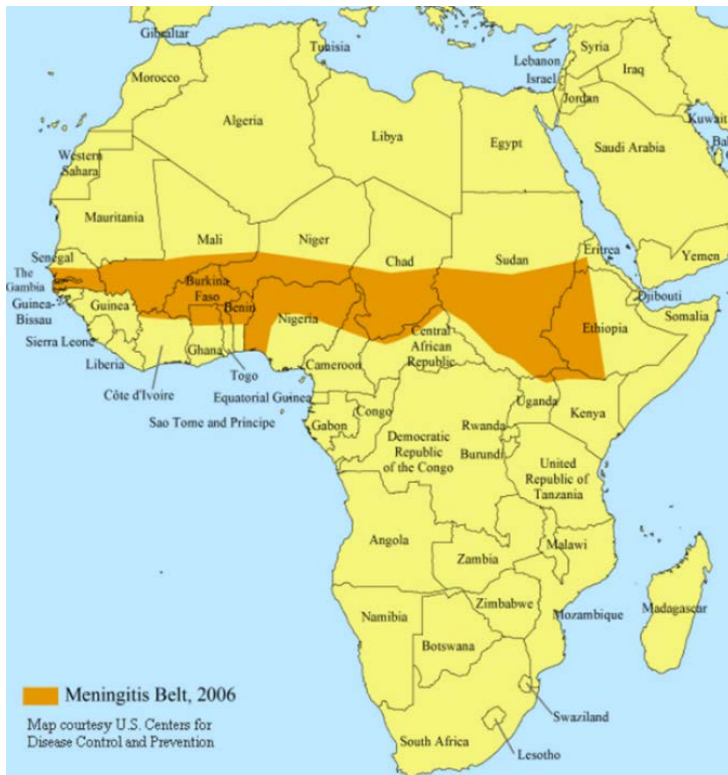 Gibraltar
Tunisia
Morocco
Lebanon
Israel
Syria
Iraq
Jordan
Kuwait
Ba
Algeria
Libya
Egypt
Saudi Arabia
Western
Sahara
Mauritania
Mali
Niger
Chad
Sudan
Eritrea
Yemen
Senegal
The
Gambia
Guinea-
Bissau
Guinea
Burkina
Faso
Benin
Nigeria
Djibouti
Somalia
Ethiopia
Sierra Leone
Liberia
Ghana
Central
African
Republic
Cameroon
Togo
Côte d'Ivoire
Equatorial Guinea
Sao Tome and Principe
Gabon
Congo
Uganda
Kenya
Rwanda
Burundi
Democratic
Republic
of the Congo
United
Republic of
Tanzania
Angola
Zambia
Malawi
Namibia
Zimbabwe
Mozambique
Madagascar
Botswana
Swaziland
South Africa
Lesotho
Meningitis Belt, 2006
Map courtesy U.S. Centers for
Disease Control and Prevention